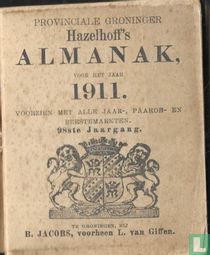 PROVINCIALE GRONINGER
Hazelhoff's
ALMANAK,
VOOR HET JAAR
1911.
VOORZIEN MET ALLE JAAR-, PAARDE- EN
BEESTEMARKTEN.
98ste Jaargang.
TE GRONINGEN, BIJ
B. JACOBS, voorheen L. van Giffen.